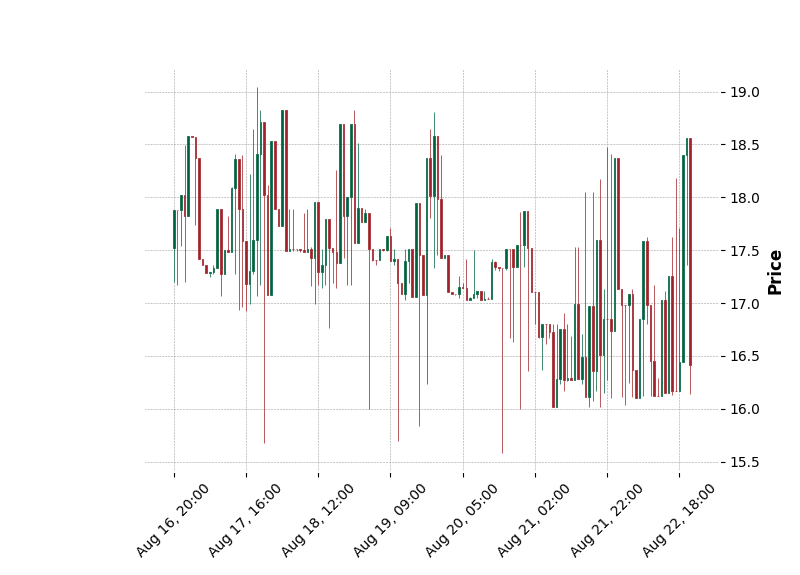 19.0
18.5
18.0
17.5
17.0
16.5
16.0
15.5
Price
Aug 16, 20:00
Aug 17, 16:00
Aug 18, 12:00
Aug 19, 09:00
Aug 20, 05:00
Aug 21, 02:00
Aug 21, 22:00
Aug 22, 18:00